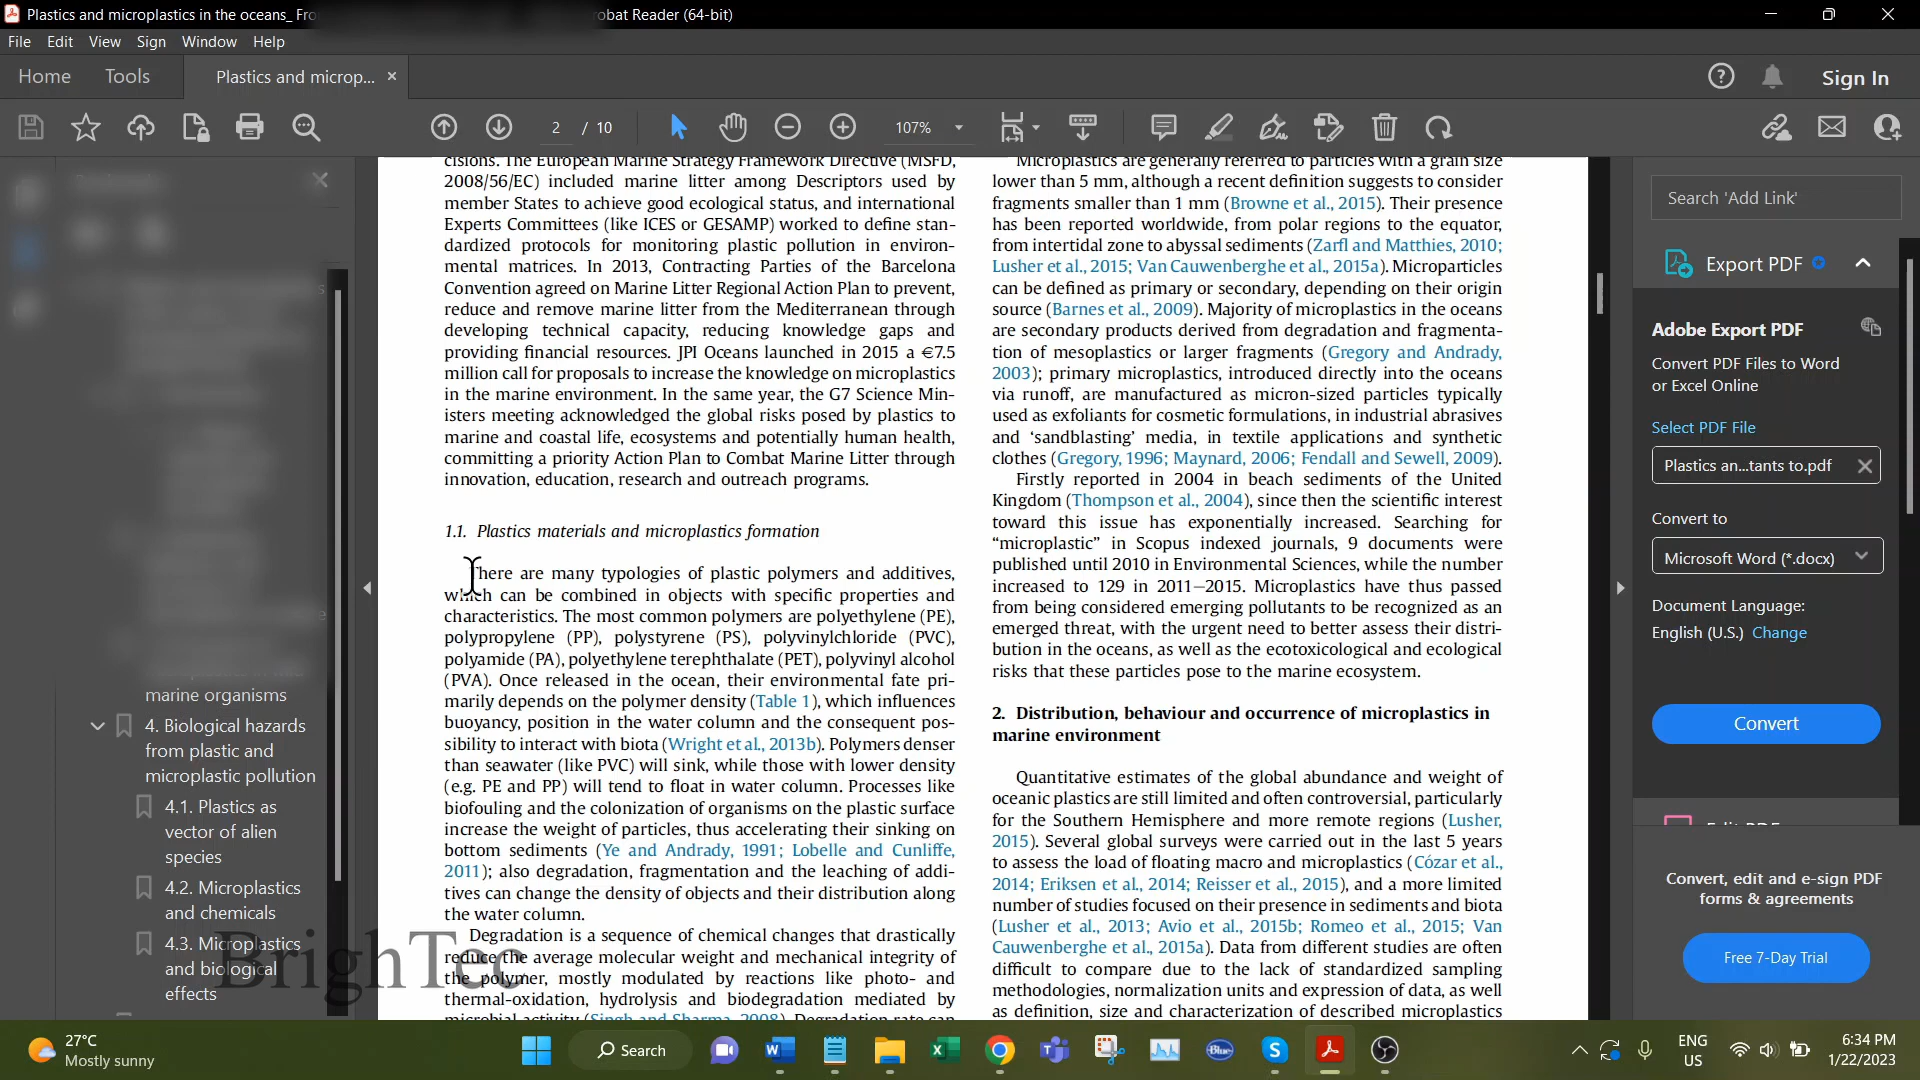 Plastics and microplastics in the oceans_ Fro
obat Reader (64-bit)
File Edit View Sign Window Help
Home Tools Plastics and microp... ×
Sign In
2 / 10 107%
cisions. The European Marine Strategy Framework Directive (MSFD,
2008/56/EC) included marine litter among Descriptors used by
member States to achieve good ecological status, and international
Experts Committees (like ICES or GESAMP) worked to define stan-
dardized protocols for monitoring plastic pollution in environ-
mental matrices. In 2013, Contracting Parties of the Barcelona
Convention agreed on Marine Litter Regional Action Plan to prevent,
reduce and remove marine litter from the Mediterranean through
developing technical capacity, reducing knowledge gaps and
providing financial resources. JPI Oceans launched in 2015 a €7.5
million call for proposals to increase the knowledge on microplastics
in the marine environment. In the same year, the G7 Science Min-
isters meeting acknowledged the global risks posed by plastics to
marine and coastal life, ecosystems and potentially human health,
committing a priority Action Plan to Combat Marine Litter through
innovation, education, research and outreach programs.
1.1. Plastics materials and microplastics formation
There are many typologies of plastic polymers and additives,
which can be combined in objects with specific properties and
characteristics. The most common polymers are polyethylene (PE),
polypropylene (PP), polystyrene (PS), polyvinylchloride (PVC),
polyamide (PA), polyethylene terephthalate (PET), polyvinyl alcohol
(PVA). Once released in the ocean, their environmental fate pri-
marily depends on the polymer density (Table 1), which influences
buoyancy, position in the water column and the consequent pos-
sibility to interact with biota (Wright et al., 2013b). Polymers denser
than seawater (like PVC) will sink, while those with lower density
(e.g. PE and PP) will tend to float in water column. Processes like
biofouling and the colonization of organisms on the plastic surface
increase the weight of particles, thus accelerating their sinking on
bottom sediments (Ye and Andrady, 1991; Lobelle and Cunliffe,
2011); also degradation, fragmentation and the leaching of addi-
tives can change the density of objects and their distribution along
the water column.
Degradation is a sequence of chemical changes that drastically
reduce the average molecular weight and mechanical integrity of
the polymer, mostly modulated by reactions like photo- and
thermal-oxidation, hydrolysis and biodegradation mediated by
microbial activity (Singh and Sharma, 2008). Degradation rate can
Microplastics are generally referred to particles with a grain size
lower than 5 mm, although a recent definition suggests to consider
fragments smaller than 1 mm (Browne et al., 2015). Their presence
has been reported worldwide, from polar regions to the equator,
from intertidal zone to abyssal sediments (Zarfl and Matthies, 2010;
Lusher et al., 2015; Van Cauwenberghe et al., 2015a). Microparticles
can be defined as primary or secondary, depending on their origin
source (Barnes et al., 2009). Majority of microplastics in the oceans
are secondary products derived from degradation and fragmenta-
tion of mesoplastics or larger fragments (Gregory and Andrady,
2003); primary microplastics, introduced directly into the oceans
via runoff, are manufactured as micron-sized particles typically
used as exfoliants for cosmetic formulations, in industrial abrasives
and ‘sandblasting’ media, in textile applications and synthetic
clothes (Gregory, 1996; Maynard, 2006; Fendall and Sewell, 2009).
Firstly reported in 2004 in beach sediments of the United
Kingdom (Thompson et al., 2004), since then the scientific interest
toward this issue has exponentially increased. Searching for
“microplastic” in Scopus indexed journals, 9 documents were
published until 2010 in Environmental Sciences, while the number
increased to 129 in 2011–2015. Microplastics have thus passed
from being considered emerging pollutants to be recognized as an
emerged threat, with the urgent need to better assess their distri-
bution in the oceans, as well as the ecotoxicological and ecological
risks that these particles pose to the marine ecosystem.
2. Distribution, behaviour and occurrence of microplastics in
marine environment
Quantitative estimates of the global abundance and weight of
oceanic plastics are still limited and often controversial, particularly
for the Southern Hemisphere and more remote regions (Lusher,
2015). Several global surveys were carried out in the last 5 years
to assess the load of floating macro and microplastics (Cózar et al.,
2014; Eriksen et al., 2014; Reisser et al., 2015), and a more limited
number of studies focused on their presence in sediments and biota
(Lusher et al., 2013; Avio et al., 2015b; Romeo et al., 2015; Van
Cauwenberghe et al., 2015a). Data from different studies are often
difficult to compare due to the lack of standardized sampling
methodologies, normalization units and expression of data, as well
as definition, size and characterization of described microplastics
marine organisms
4. Biological hazards
from plastic and
microplastic pollution
4.1. Plastics as
vector of alien
species
4.2. Microplastics
and chemicals
4.3. Microplastics
and biological
effects
BrighTec
Search 'Add Link'
Export PDF
Adobe Export PDF
Convert PDF Files to Word
or Excel Online
Select PDF File
Plastics an...tants to.pdf
Convert to
Microsoft Word (*.docx)
Document Language:
English (U.S.) Change
Convert
Convert, edit and e-sign PDF
forms & agreements
Free 7-Day Trial
27°C
Mostly sunny
Search
Blue
ENG
US
6:34 PM
1/22/2023